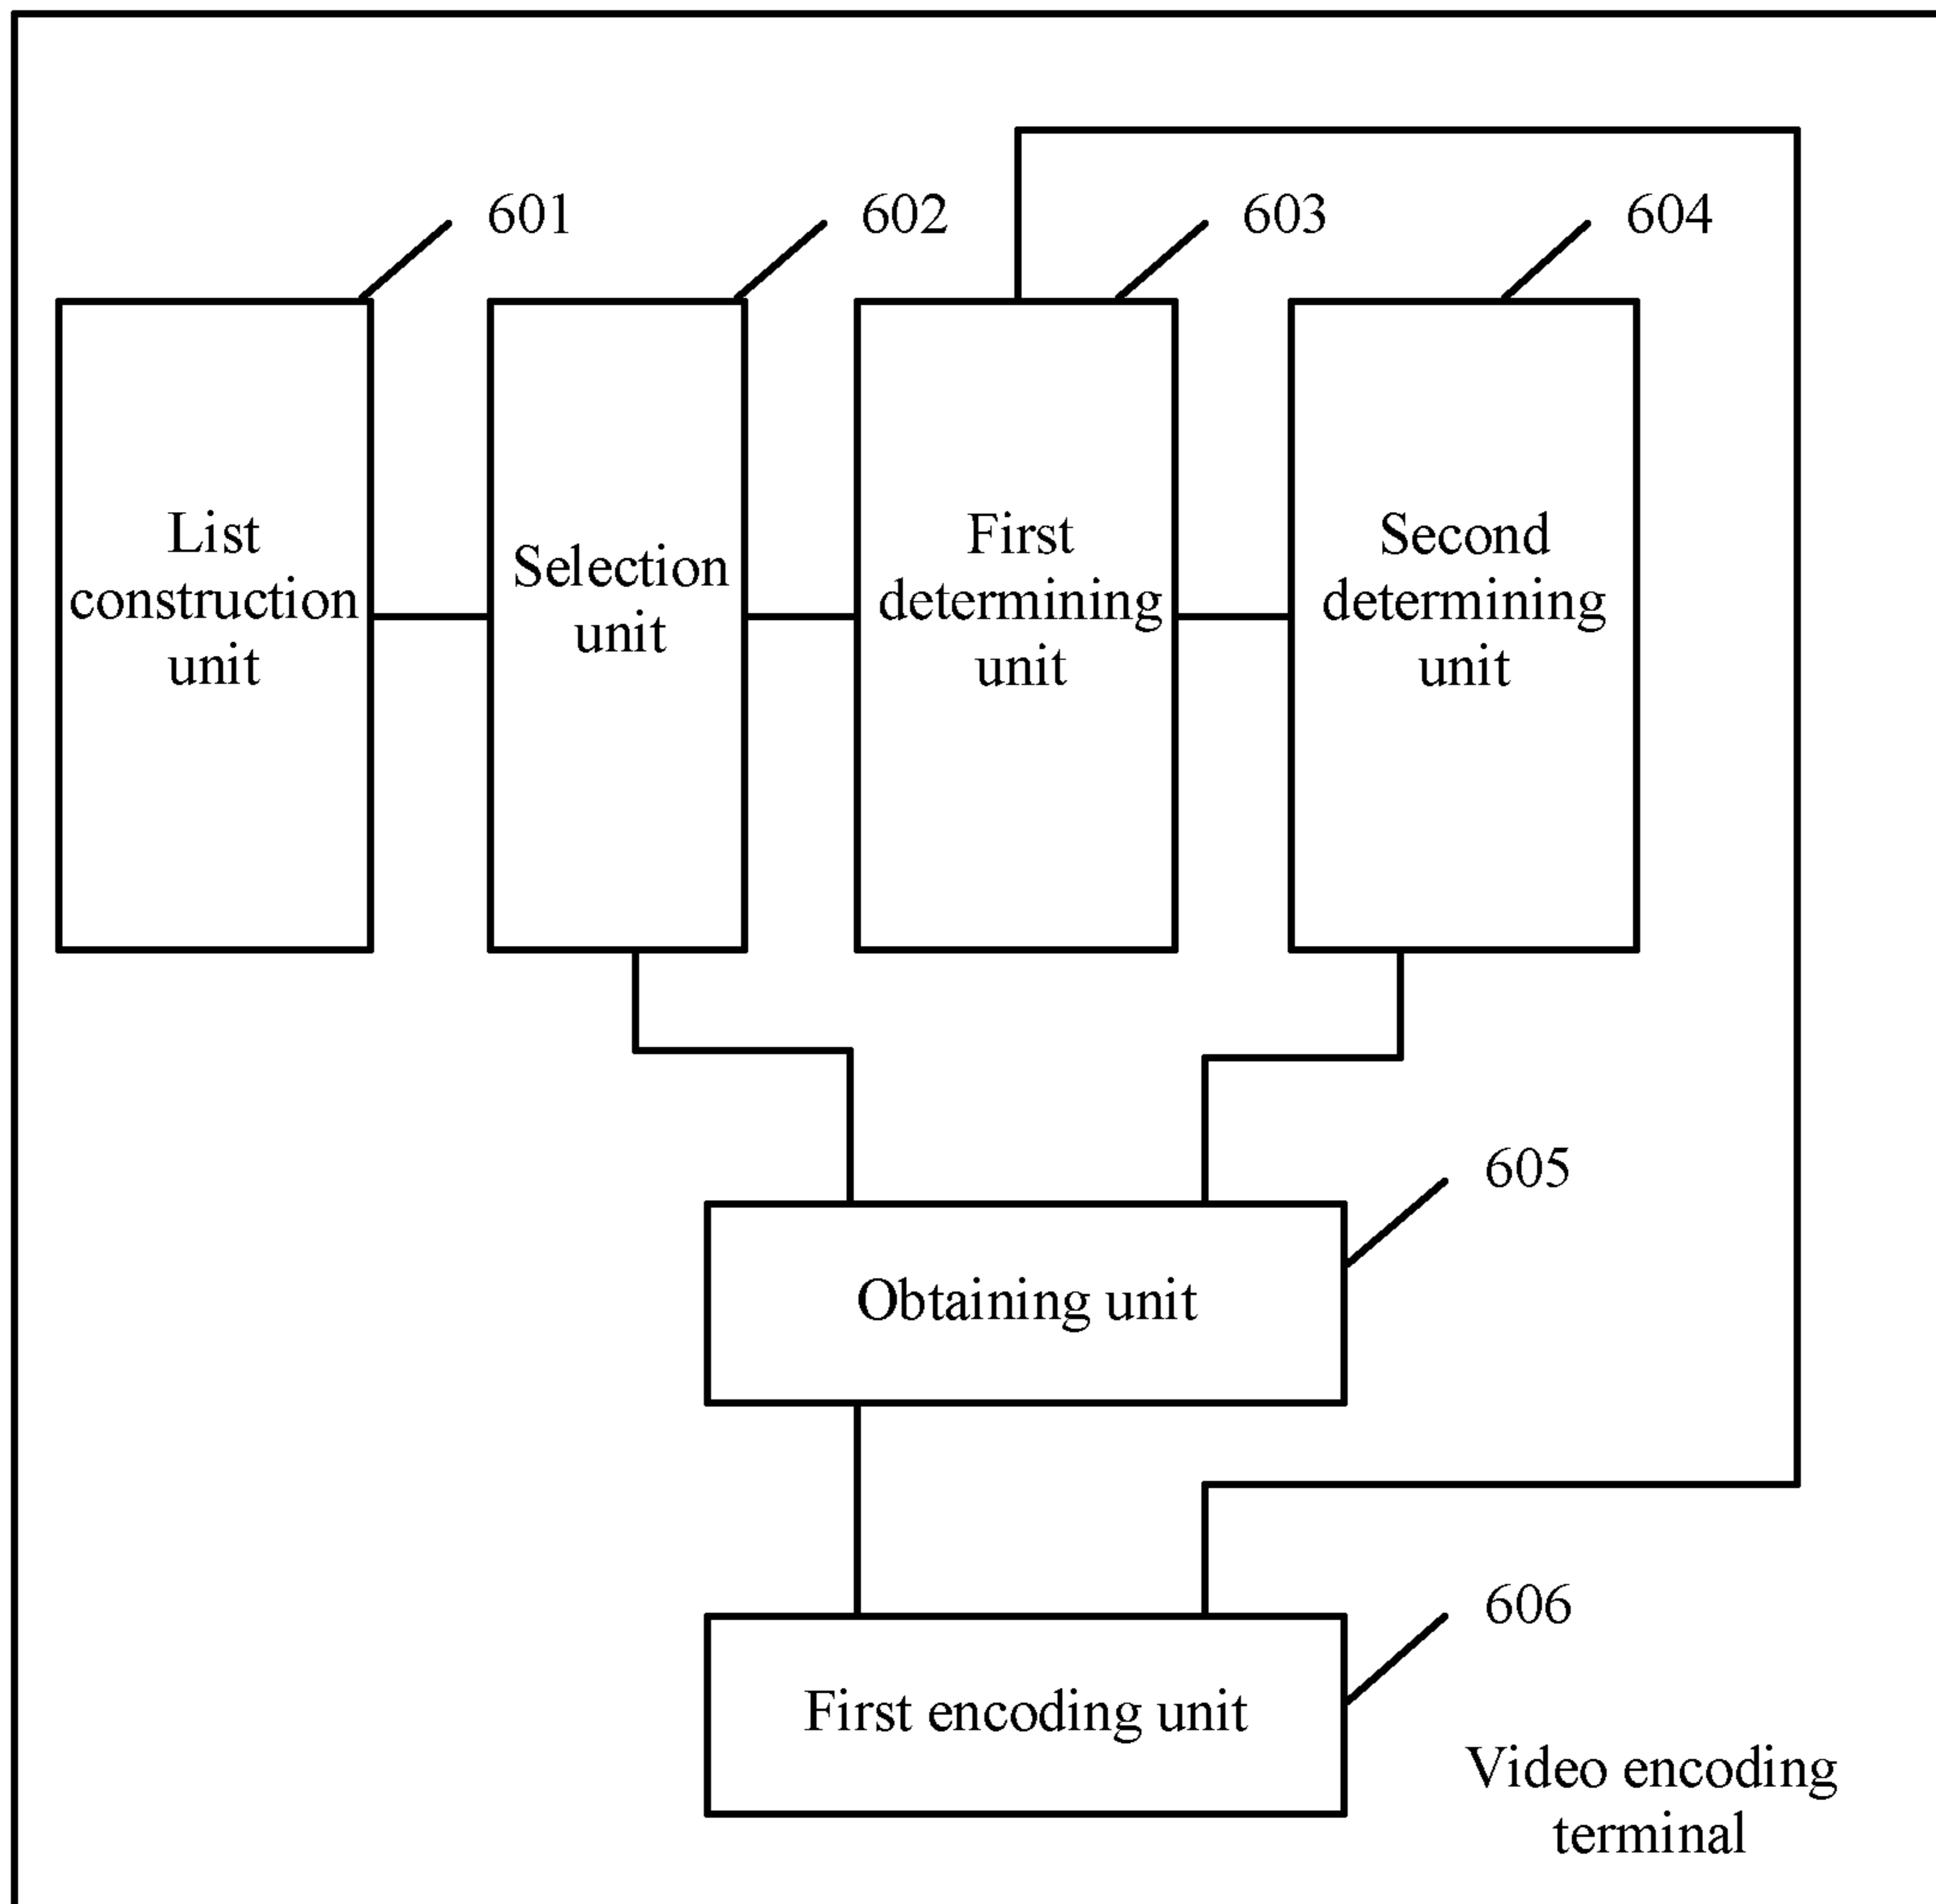 601
602
603
604
List
construction
unit
Selection
unit
First
determining
unit
Second
determining
unit
605
Obtaining unit
606
First encoding unit
Video encoding
terminal